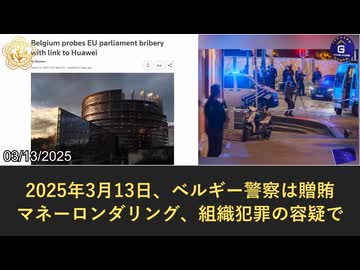 Belgium probes EU parliament bribery
with link to Huawei
By Reuters
03/13/2025
G
2025年3月13日、ベルギー警察は贈賄
マネーロンダリング、組織犯罪の容疑で